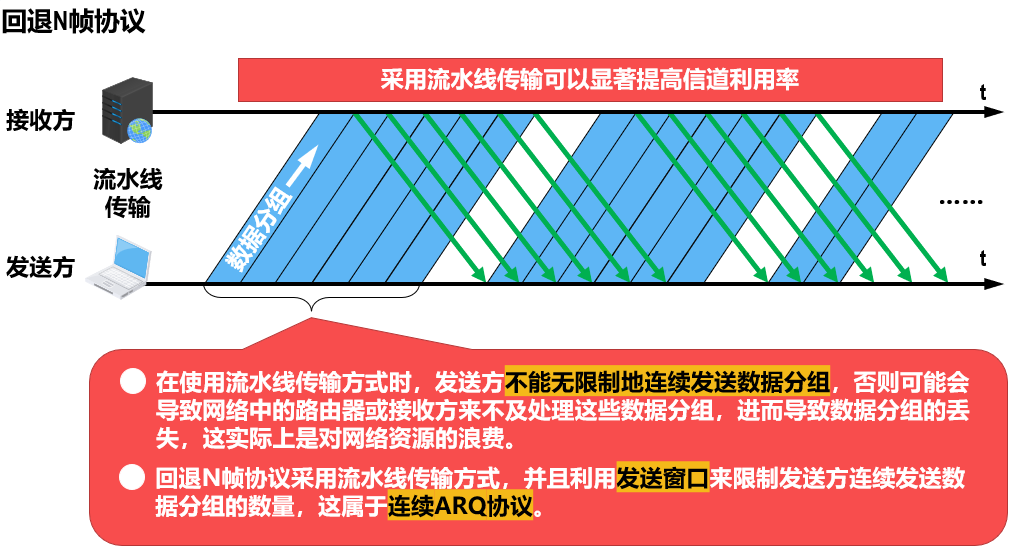 回退N帧协议
采用流水线传输可以显著提高信道利用率
t
接收方
流水线
传输
数据分组
······
发送方
t
在使用流水线传输方式时，发送方不能无限制地连续发送数据分组，否则可能会
导致网络中的路由器或接收方来不及处理这些数据分组，进而导致数据分组的丢
失，这实际上是对网络资源的浪费。
回退N帧协议采用流水线传输方式，并且利用发送窗口来限制发送方连续发送数
据分组的数量，这属于连续ARQ协议。